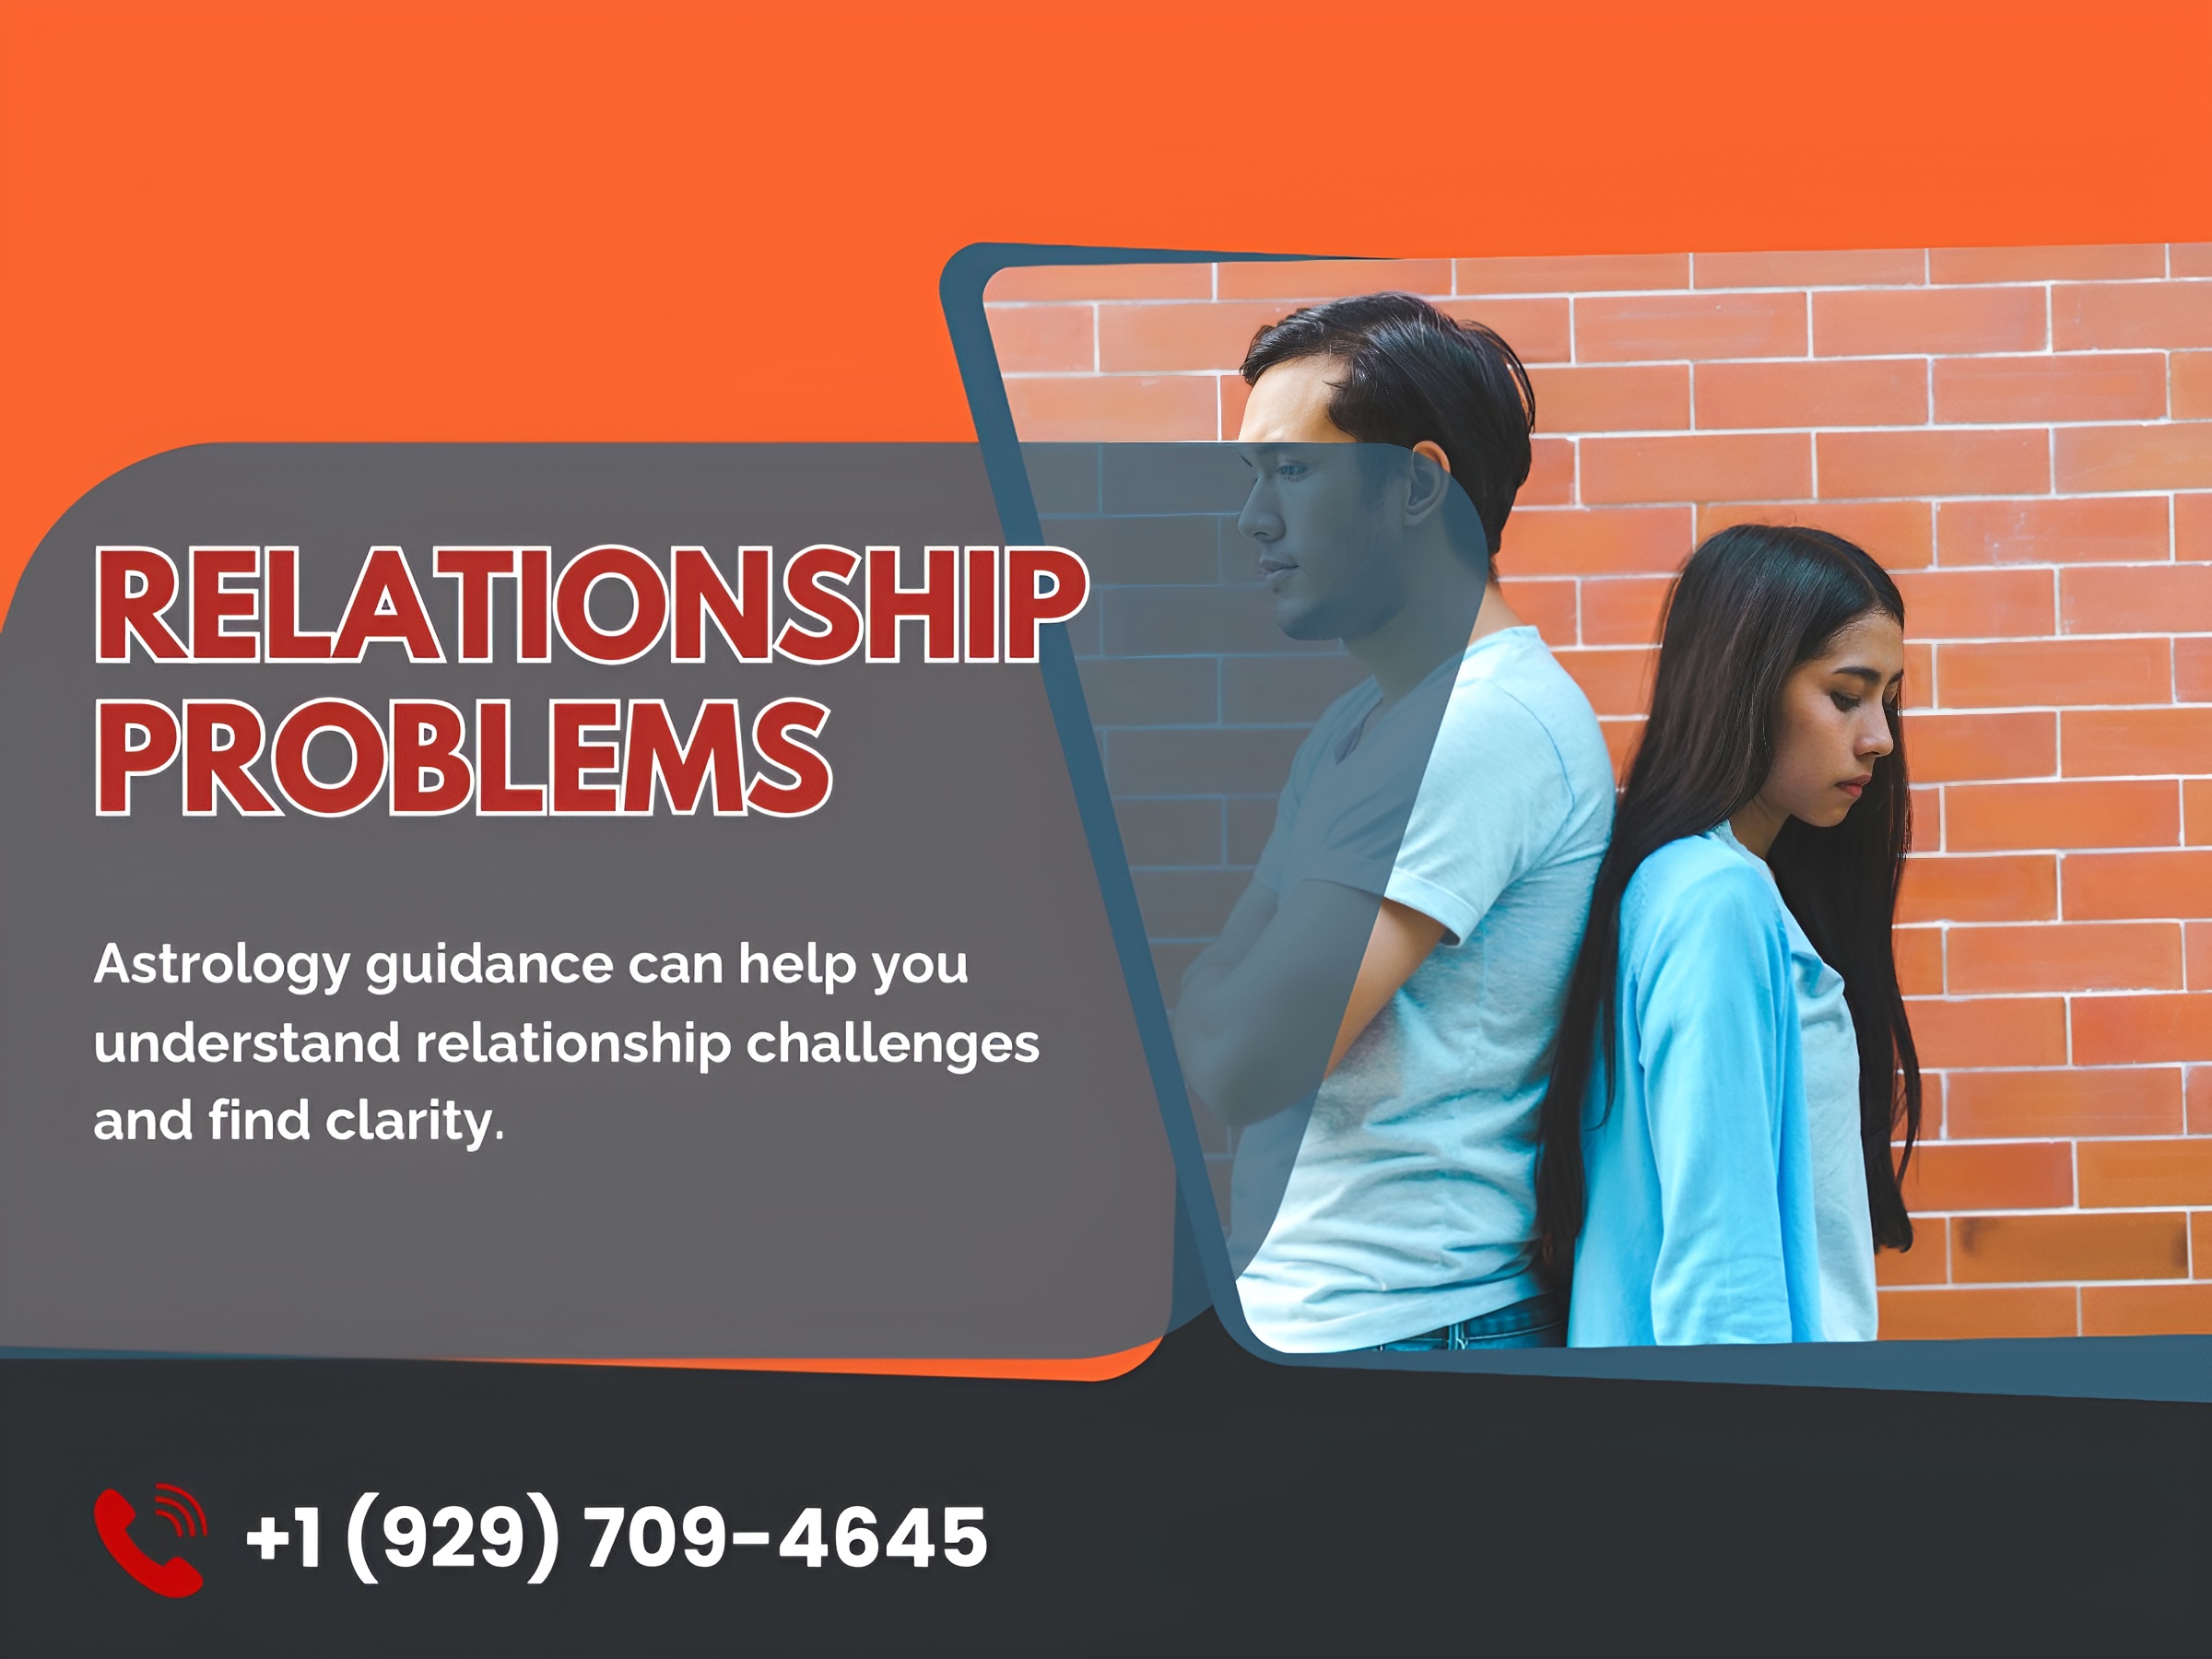 RELATIONSHIP
PROBLEMS
Astrology guidance can help you
understand relationship challenges
and find clarity.
+1 (929) 709-4645